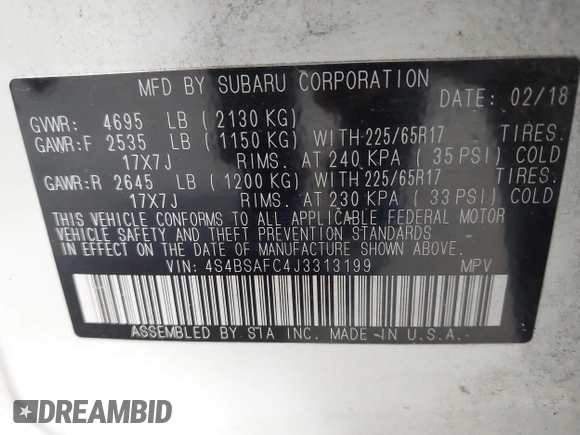 MFD BY SUBARU CORPORATION
DATE: 02/18
GVWR: 4695 LB (2130 KG)
GAWR:F 2535 LB (1150 KG) WITH 225/65R17 TIRES.
17X7J RIMS. AT 240 KPA (35 PSI) COLD
GAWR:R 2645 LB (1200 KG) WITH 225/65R17 TIRES.
17X7J RIMS. AT 230 KPA (33 PSI) COLD
THIS VEHICLE CONFORMS TO ALL APPLICABLE FEDERAL MOTOR
VEHICLE SAFETY AND THEFT PREVENTION STANDARDS
IN EFFECT ON THE DATE OF MANUFACTURE SHOWN ABOVE.
VIN: 4S4BSAFC4J3313199 MPV
ASSEMBLED BY SIA INC. MADE IN U.S.A.
DREAMBID